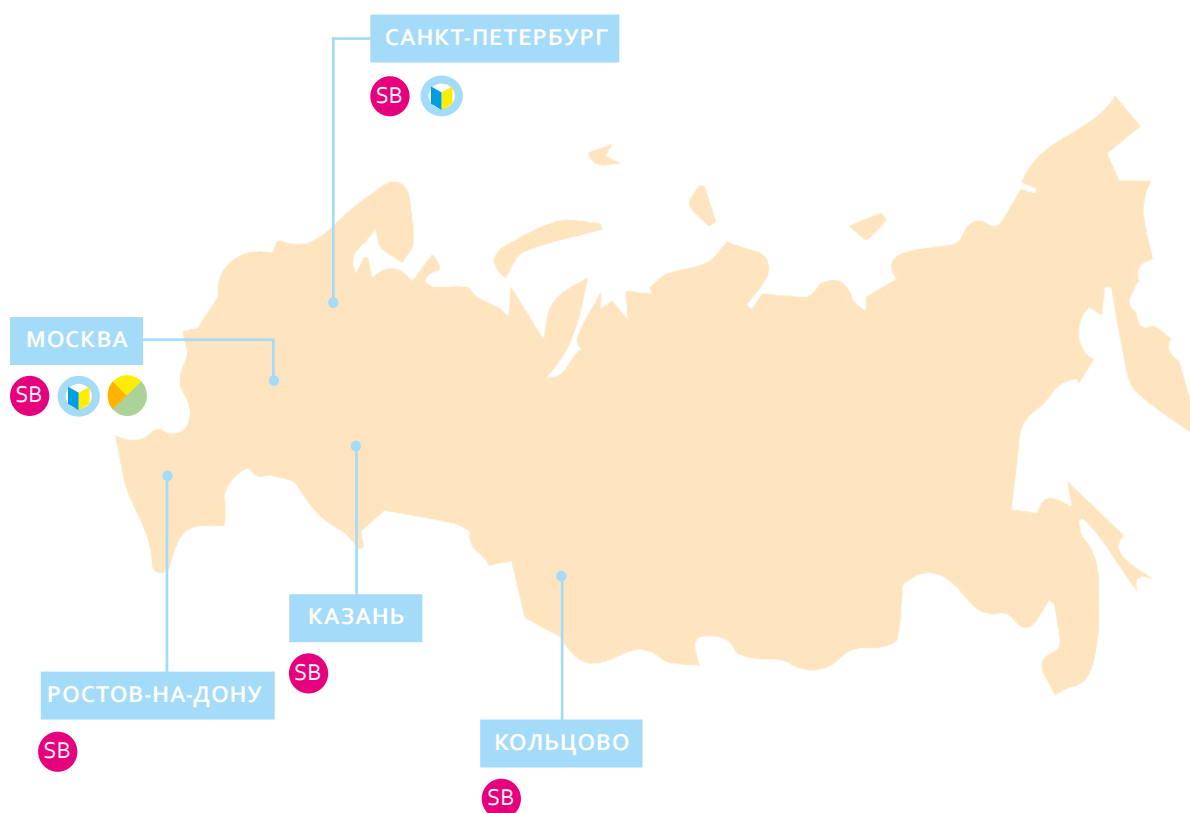 САНКТ-ПЕТЕРБУРГ
SB
МОСКВА
SB
КАЗАНЬ
SB
РОСТОВ-НА-ДОНУ
SB
КОЛЬЦОВО
SB